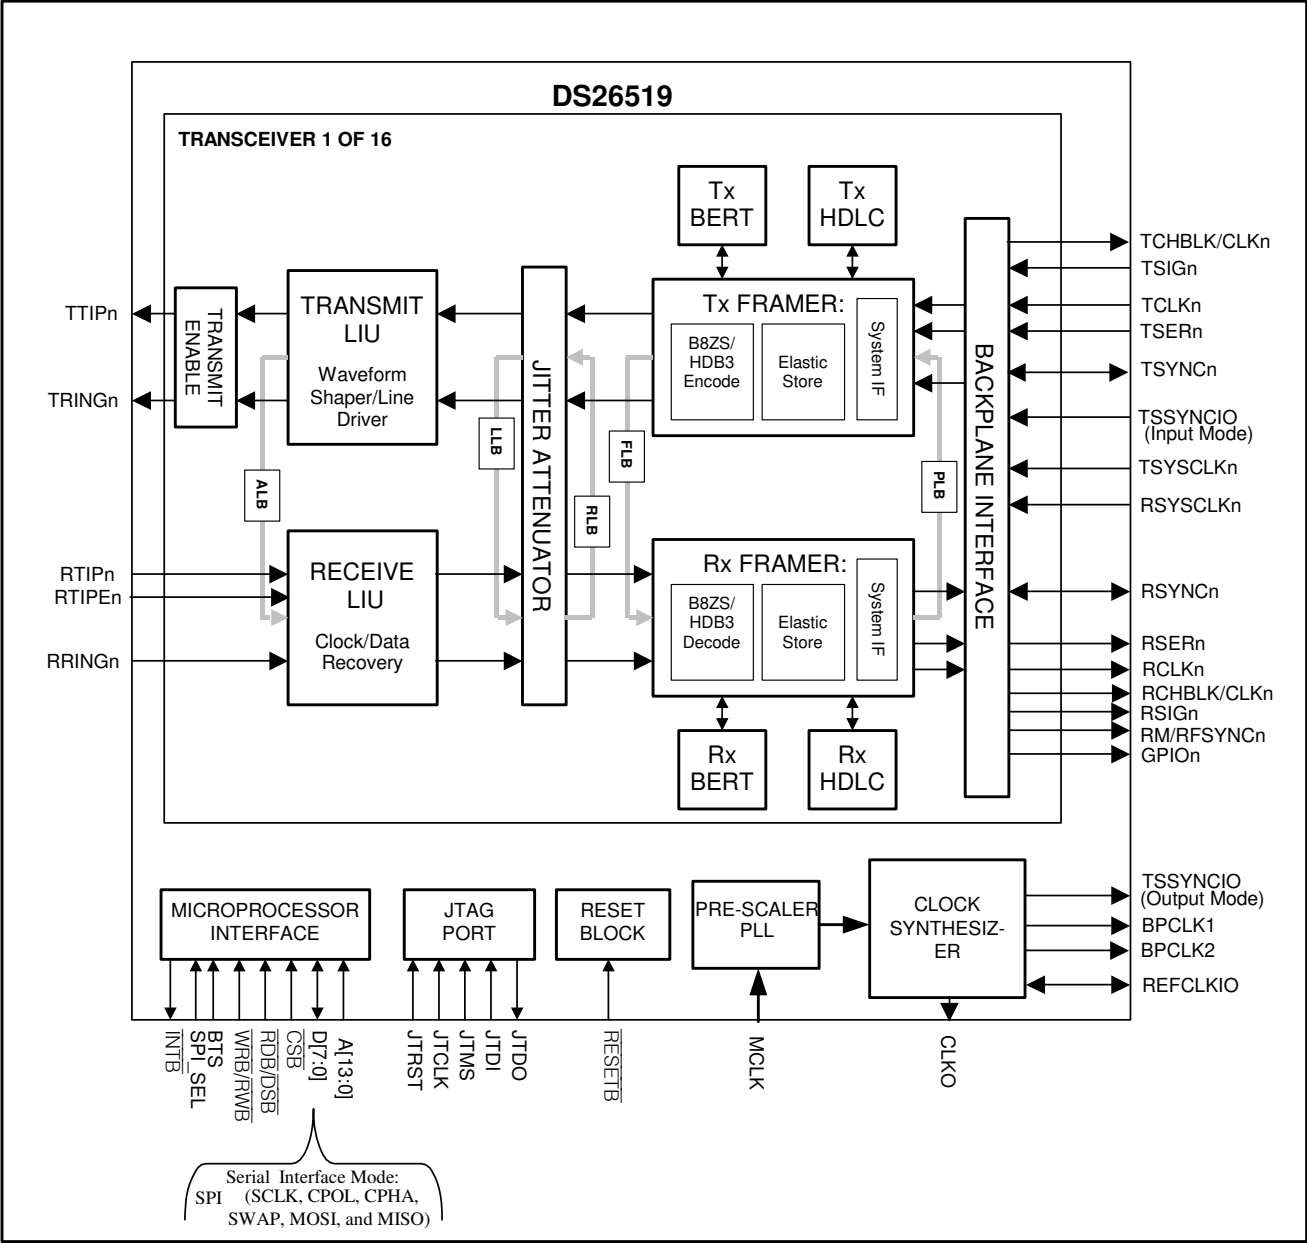 DS26519
TRANSCEIVER 1 OF 16
Tx
BERT
Tx
HDLC
TCHBLK/CLKn
TSIGn
TCLKn
TSERn
TSYNCn
TSSYNCIO
(Input Mode)
TSYSCLKn
RSYSCLKn
RSYNCn
RSERn
RCLKn
RCHBLK/CLKn
RSIGn
RM/RFSYNCn
GPIOn
TTIPn
TRINGn
TRANSMIT
ENABLE
TRANSMIT
LIU
Waveform
Shaper/Line
Driver
JITTER ATTENUATOR
Tx FRAMER:
B8ZS/
HDB3
Encode
Elastic
Store
System IF
BACKPLANE INTERFACE
ALB
LLB
RLB
FLB
PLB
RTIPn
RTIPEn
RRINGn
RECEIVE
LIU
Clock/Data
Recovery
Rx FRAMER:
B8ZS/
HDB3
Decode
Elastic
Store
System IF
Rx
BERT
Rx
HDLC
MICROPROCESSOR
INTERFACE
JTAG
PORT
RESET
BLOCK
PRE-SCALER
PLL
CLOCK
SYNTHESIZ-
ER
TSSYNCIO
(Output Mode)
BPCLK1
BPCLK2
REFCLKIO
INTB
SPI_SEL
BTS
WRB/RWB
RDB/DSB
CSB
D[7:0]
A[13:0]
JTRST
JTCLK
JTMS
JTDI
JTDO
RESETB
MCLK
CLKO
Serial Interface Mode:
SPI (SCLK, CPOL, CPHA,
SWAP, MOSI, and MISO)